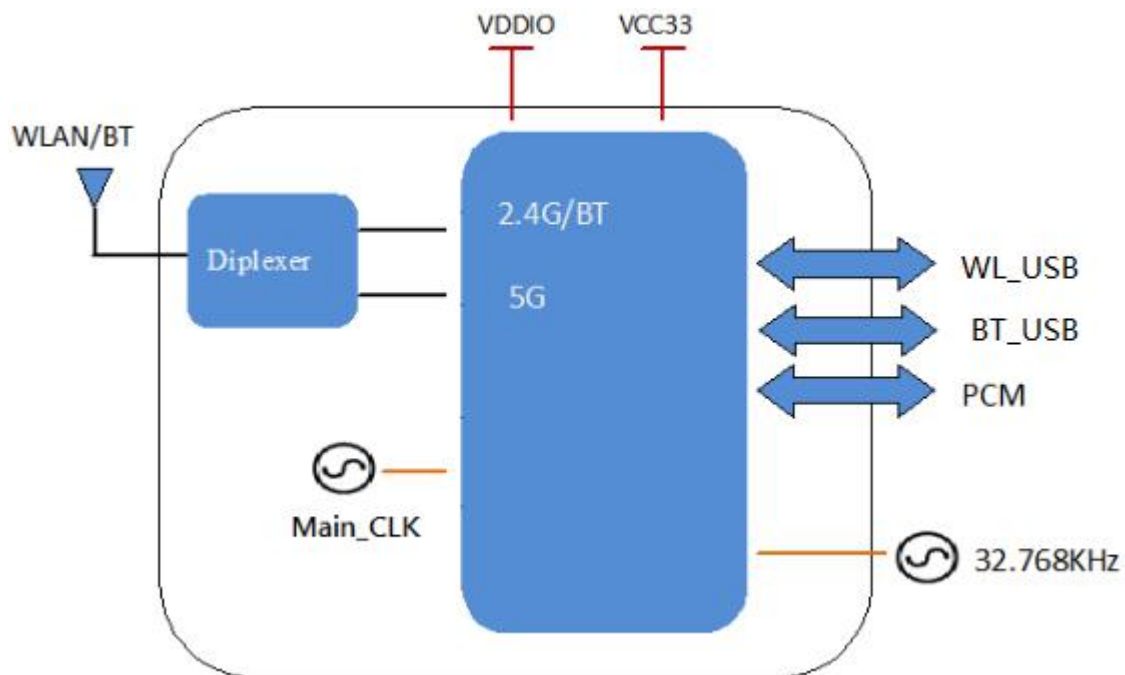 VDDIO
VCC33
WLAN/BT
2.4G/BT
Diplexer
5G
WL_USB
BT_USB
PCM
Main_CLK
32.768KHz